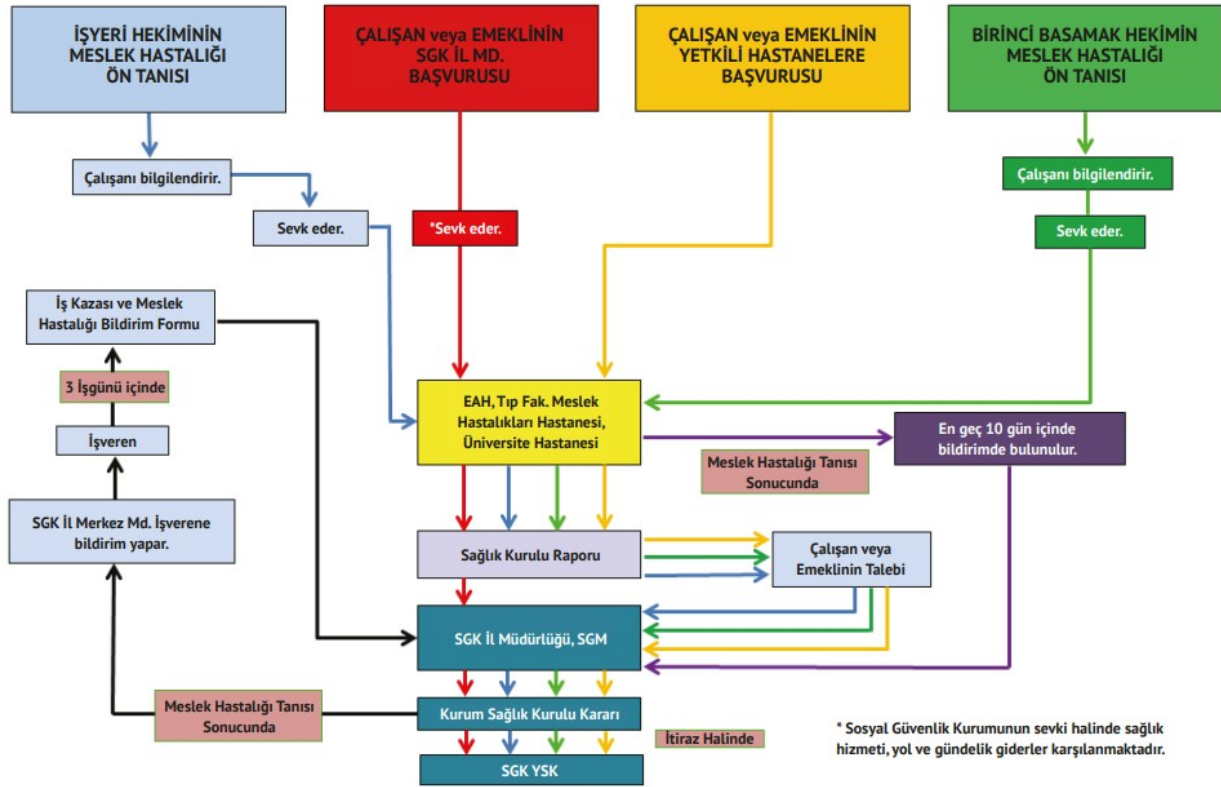 İŞYERİ HEKİMİNİN
MESLEK HASTALIĞI
ÖN TANISI
ÇALIŞAN veya EMEKLİNİN
SGK İL MD.
BAŞVURUSU
ÇALIŞAN veya EMEKLİNİN
YETKİLİ HASTANELERE
BAŞVURUSU
BİRİNCİ BASAMAK HEKİMİN
MESLEK HASTALIĞI
ÖN TANISI
Çalışanı bilgilendirir.
Çalışanı bilgilendirir.
Sevk eder.
*Sevk eder.
Sevk eder.
İş Kazası ve Meslek
Hastalığı Bildirim Formu
3 İşgünü içinde
İşveren
SGK İl Merkez Md. İşverene
bildirim yapar.
EAH, Tıp Fak. Meslek
Hastalıkları Hastanesi,
Üniversite Hastanesi
Meslek Hastalığı Tanısı
Sonucunda
En geç 10 gün içinde
bildirimde bulunulur.
Sağlık Kurulu Raporu
Çalışan veya
Emeklinin Talebi
SGK İl Müdürlüğü, SGM
Meslek Hastalığı Tanısı
Sonucunda
Kurum Sağlık Kurulu Kararı
İtiraz Halinde
SGK YSK
* Sosyal Güvenlik Kurumunun sevki halinde sağlık
hizmeti, yol ve gündelik giderler karşılanmaktadır.